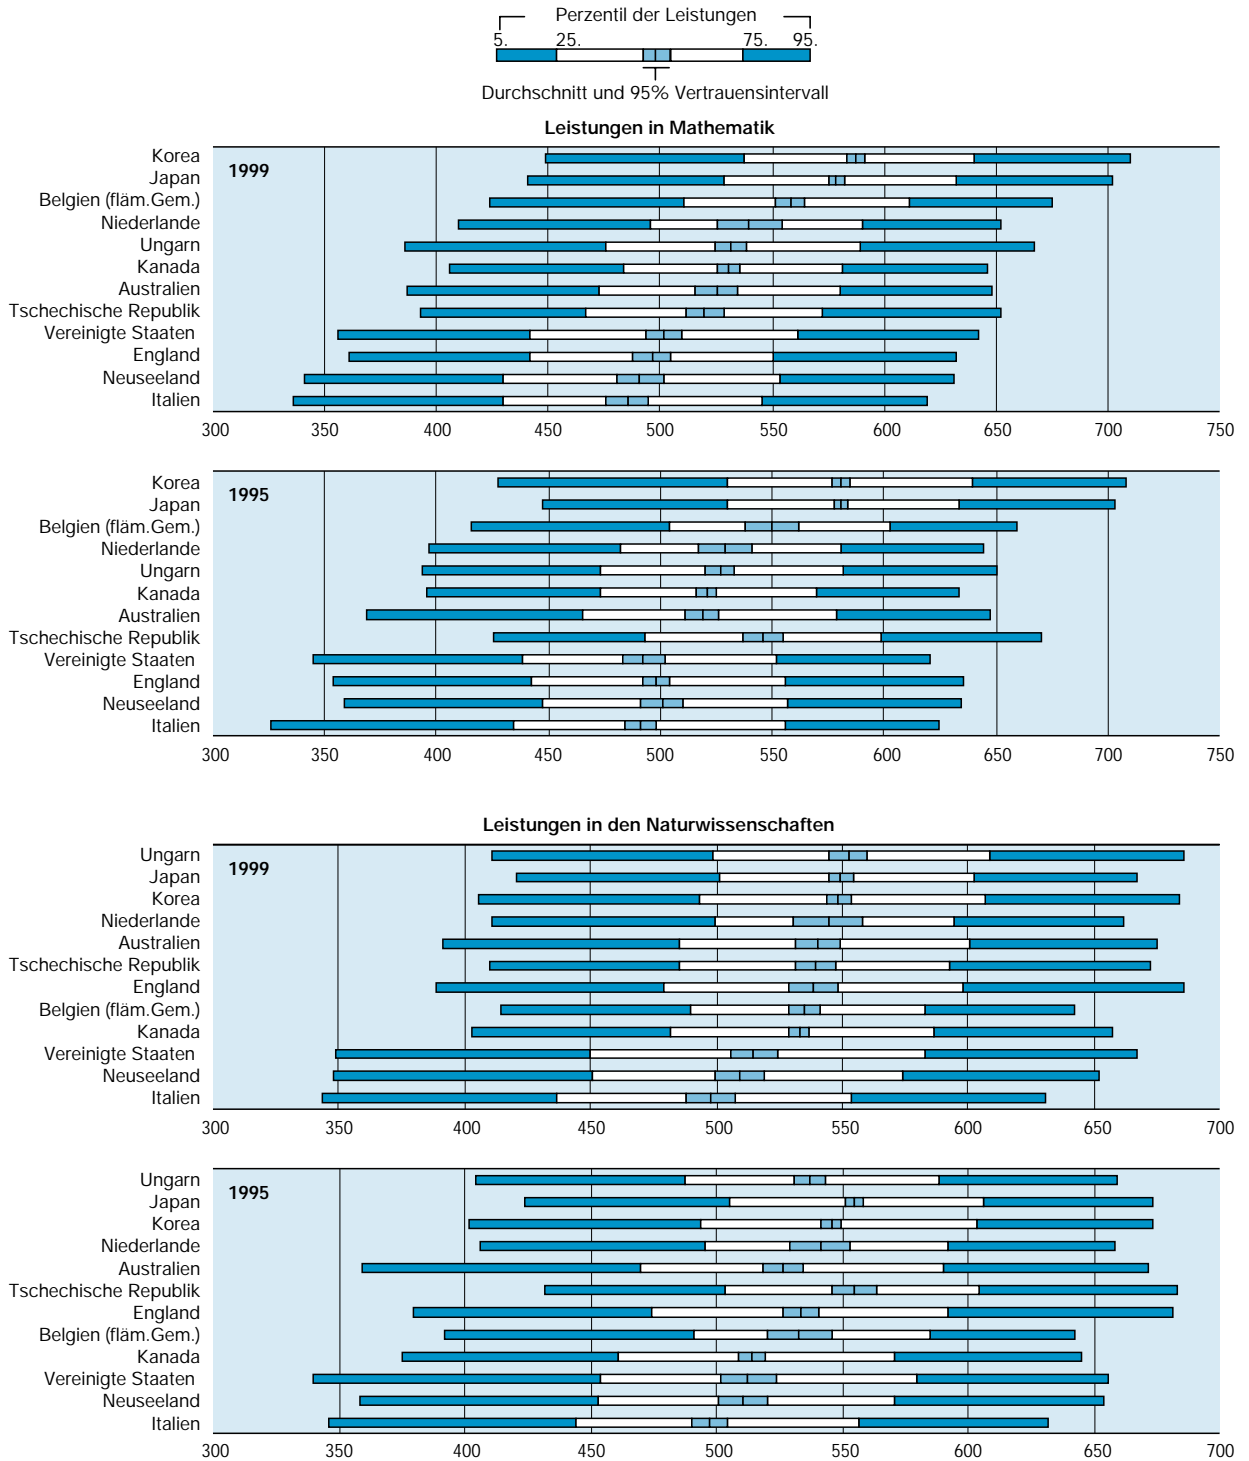 Perzentil der Leistungen
5. 25. 75. 95.
Durchschnitt und 95% Vertrauensintervall
Leistungen in Mathematik
1999
Korea
Japan
Belgien (fläm.Gem.)
Niederlande
Ungarn
Kanada
Australien
Tschechische Republik
Vereinigte Staaten
England
Neuseeland
Italien
300 350 400 450 500 550 600 650 700 750
1995
Korea
Japan
Belgien (fläm.Gem.)
Niederlande
Ungarn
Kanada
Australien
Tschechische Republik
Vereinigte Staaten
England
Neuseeland
Italien
300 350 400 450 500 550 600 650 700 750
Leistungen in den Naturwissenschaften
1999
Ungarn
Japan
Korea
Niederlande
Australien
Tschechische Republik
England
Belgien (fläm.Gem.)
Kanada
Vereinigte Staaten
Neuseeland
Italien
300 350 400 450 500 550 600 650 700
1995
Ungarn
Japan
Korea
Niederlande
Australien
Tschechische Republik
England
Belgien (fläm.Gem.)
Kanada
Vereinigte Staaten
Neuseeland
Italien
300 350 400 450 500 550 600 650 700